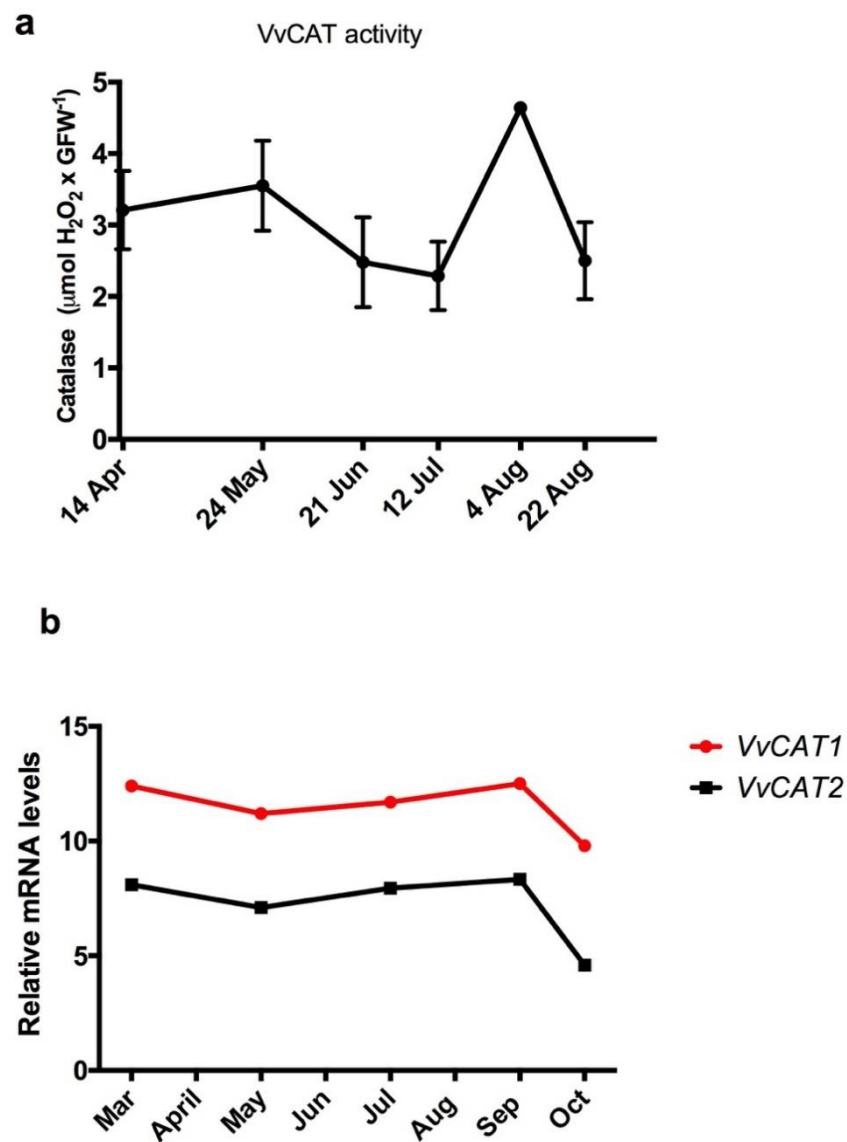 a
VvCAT activity
Catalase (μmol H₂O₂ x GFW⁻¹)
5
4
3
2
1
0
14 Apr
24 May
21 Jun
12 Jul
4 Aug
22 Aug
b
Relative mRNA levels
15
10
5
0
Mar
April
May
Jun
Jul
Aug
Sep
Oct
VvCAT1
VvCAT2